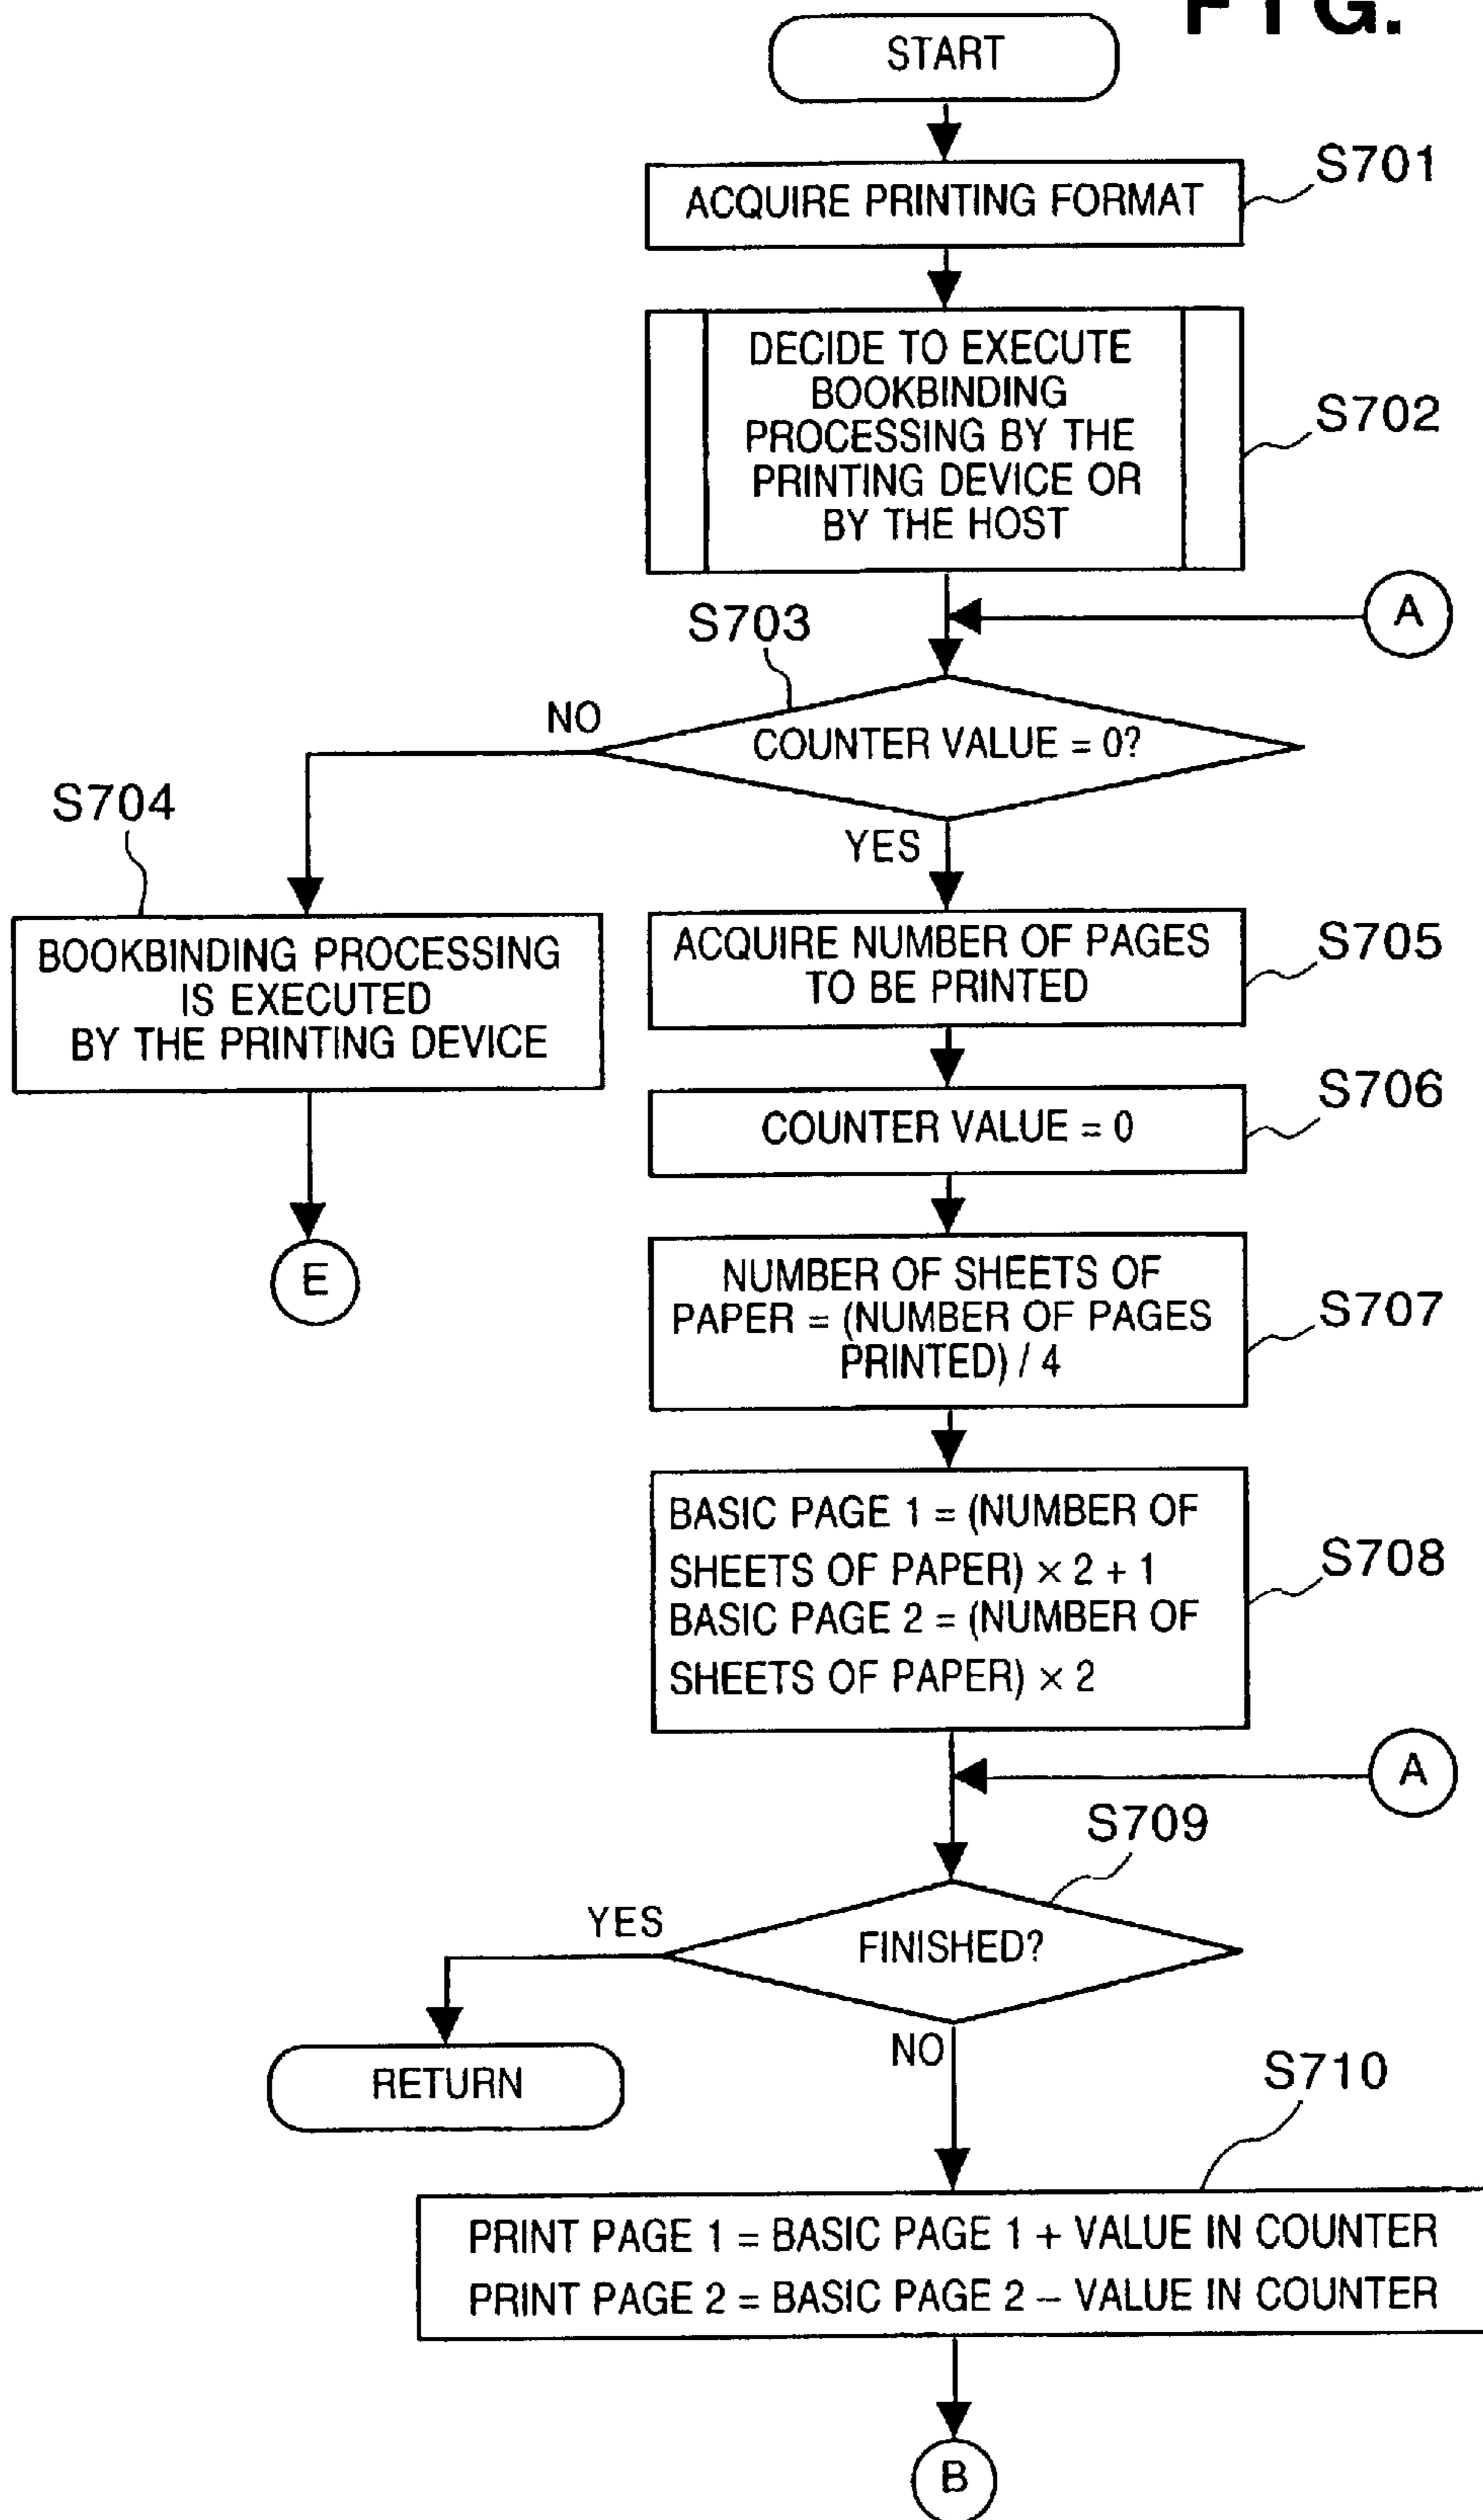 FIG.
START
ACQUIRE PRINTING FORMAT
S701
DECIDE TO EXECUTE
BOOKBINDING
PROCESSING BY THE
PRINTING DEVICE OR
BY THE HOST
S702
A
S703
NO
COUNTER VALUE = 0?
YES
S704
BOOKBINDING PROCESSING
IS EXECUTED
BY THE PRINTING DEVICE
E
ACQUIRE NUMBER OF PAGES
TO BE PRINTED
S705
COUNTER VALUE = 0
S706
NUMBER OF SHEETS OF
PAPER = (NUMBER OF PAGES
PRINTED) / 4
S707
BASIC PAGE 1 = (NUMBER OF
SHEETS OF PAPER) × 2 + 1
BASIC PAGE 2 = (NUMBER OF
SHEETS OF PAPER) × 2
S708
A
S709
YES
FINISHED?
RETURN
NO
S710
PRINT PAGE 1 = BASIC PAGE 1 + VALUE IN COUNTER
PRINT PAGE 2 = BASIC PAGE 2 – VALUE IN COUNTER
B